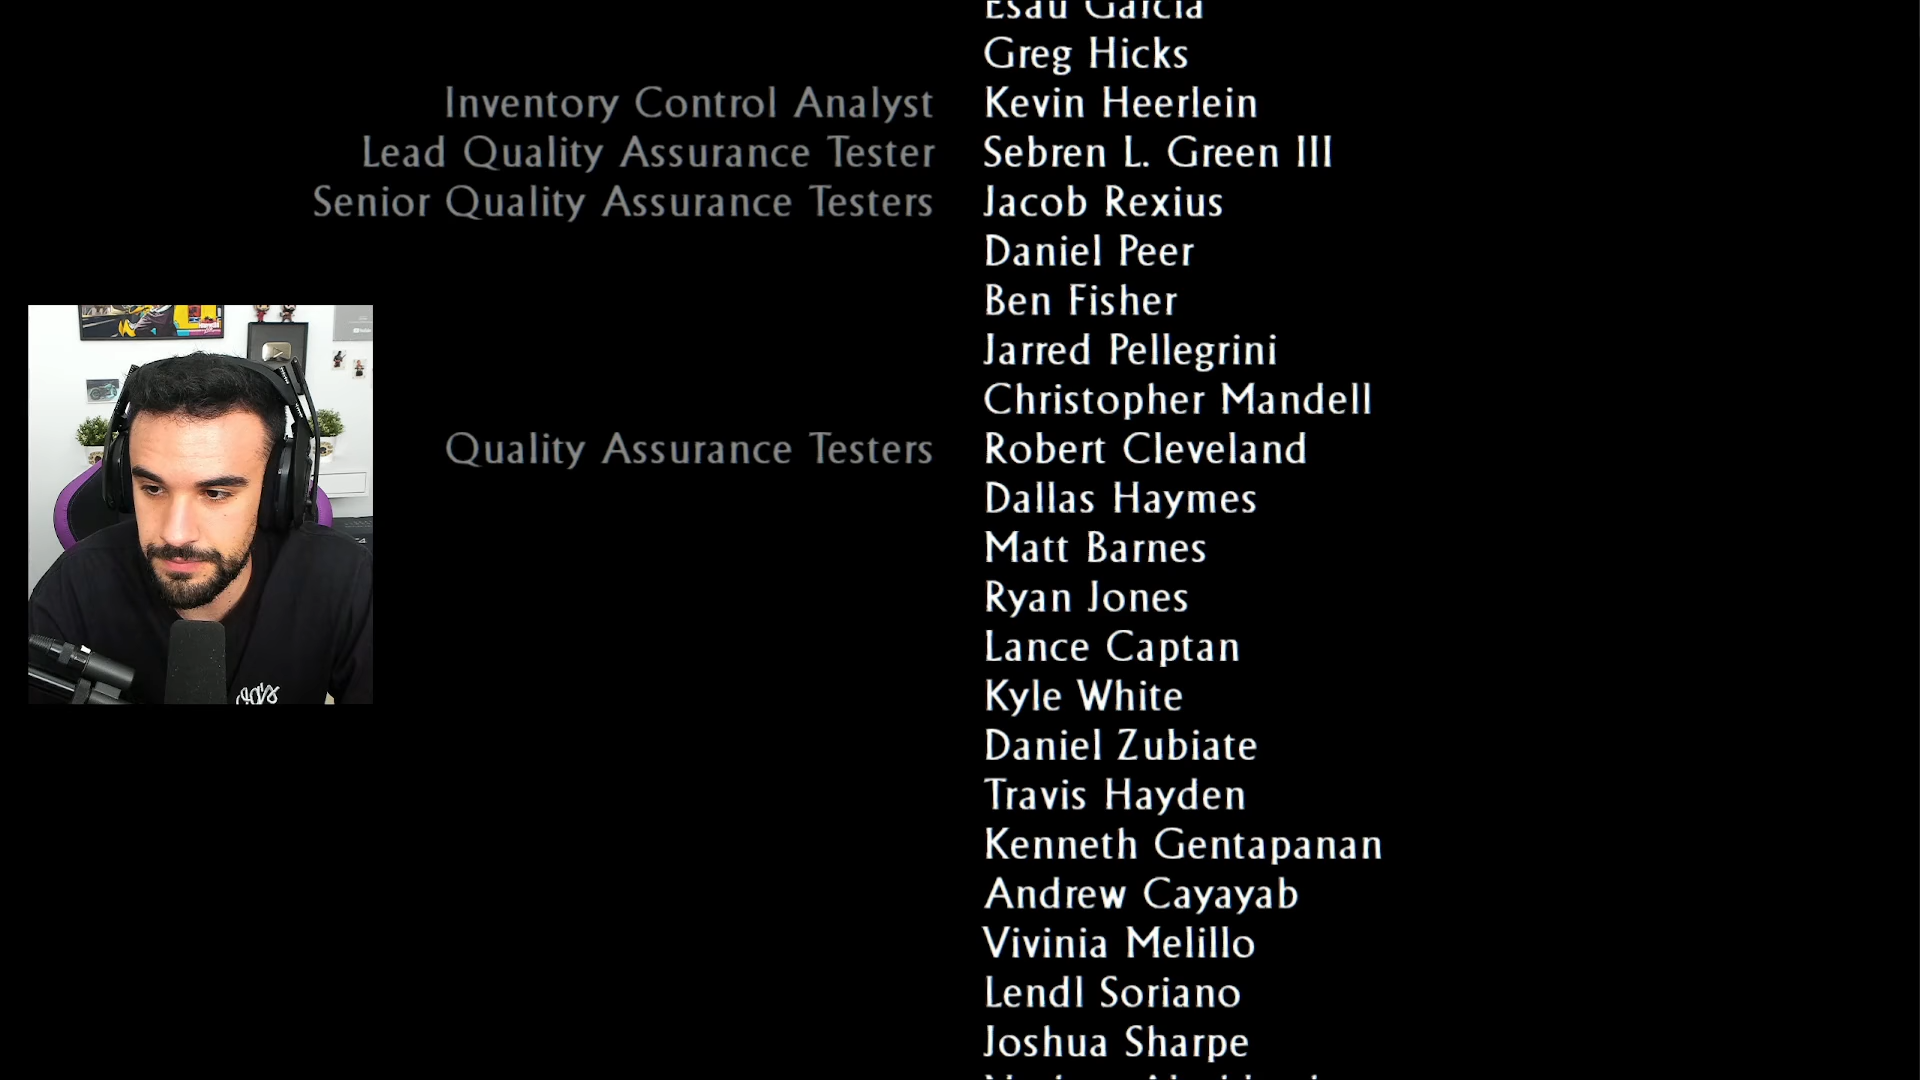 Esau Garcia
Greg Hicks
Inventory Control Analyst Kevin Heerlein
Lead Quality Assurance Tester Sebren L. Green III
Senior Quality Assurance Testers Jacob Rexius
Daniel Peer
Ben Fisher
Jarred Pellegrini
Christopher Mandell
Quality Assurance Testers Robert Cleveland
Dallas Haymes
Matt Barnes
Ryan Jones
Lance Captan
Kyle White
Daniel Zubiate
Travis Hayden
Kenneth Gentapanan
Andrew Cayayab
Vivinia Melillo
Lendl Soriano
Joshua Sharpe